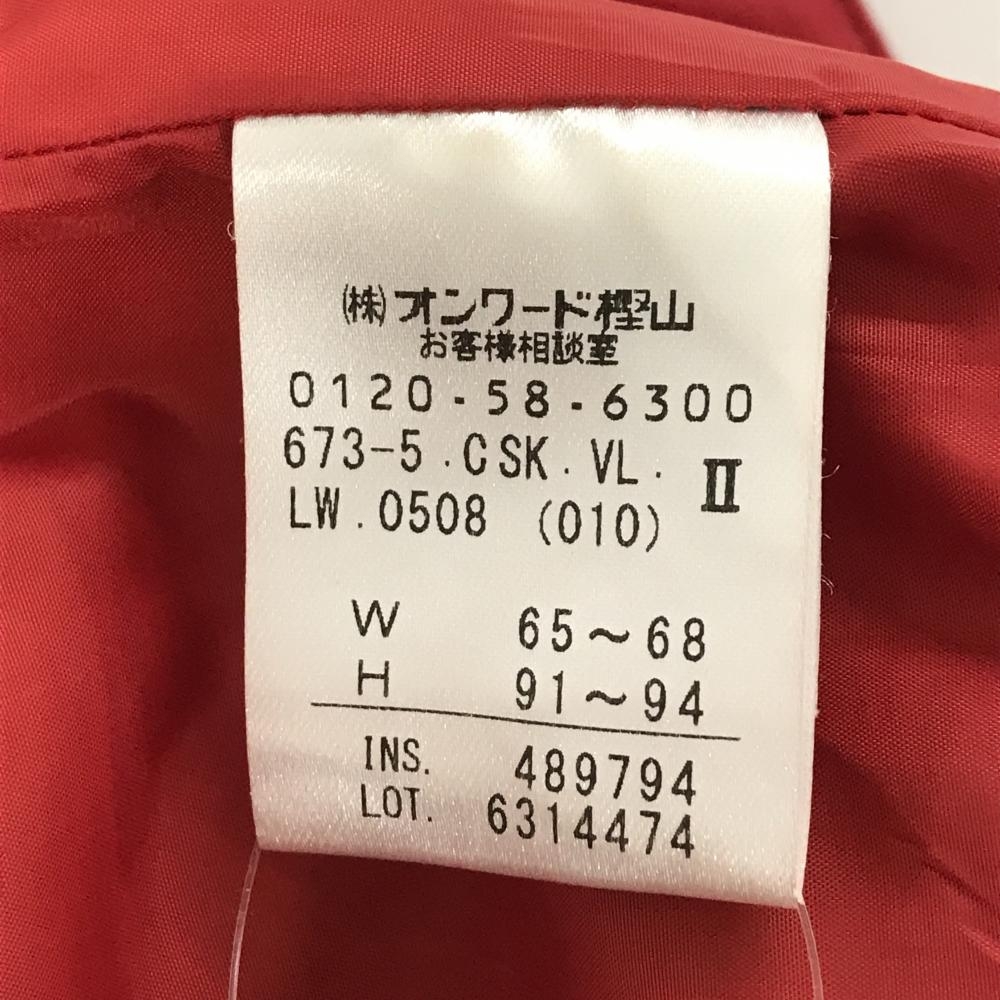 ㈱オンワード樫山
お客様相談室
0120-58-6300
673-5.CSK.VL. II
LW.0508 (010)
W 65～68
H 91～94
INS. 489794
LOT. 6314474